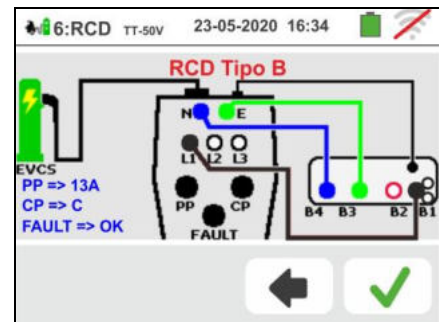 6:RCD TT-50V 23-05-2020 16:34
RCD Tipo B
N E
L1 L2 L3
EVCS
PP => 13A
CP => C
FAULT => OK
PP CP
FAULT
B4 B3 B2 B1